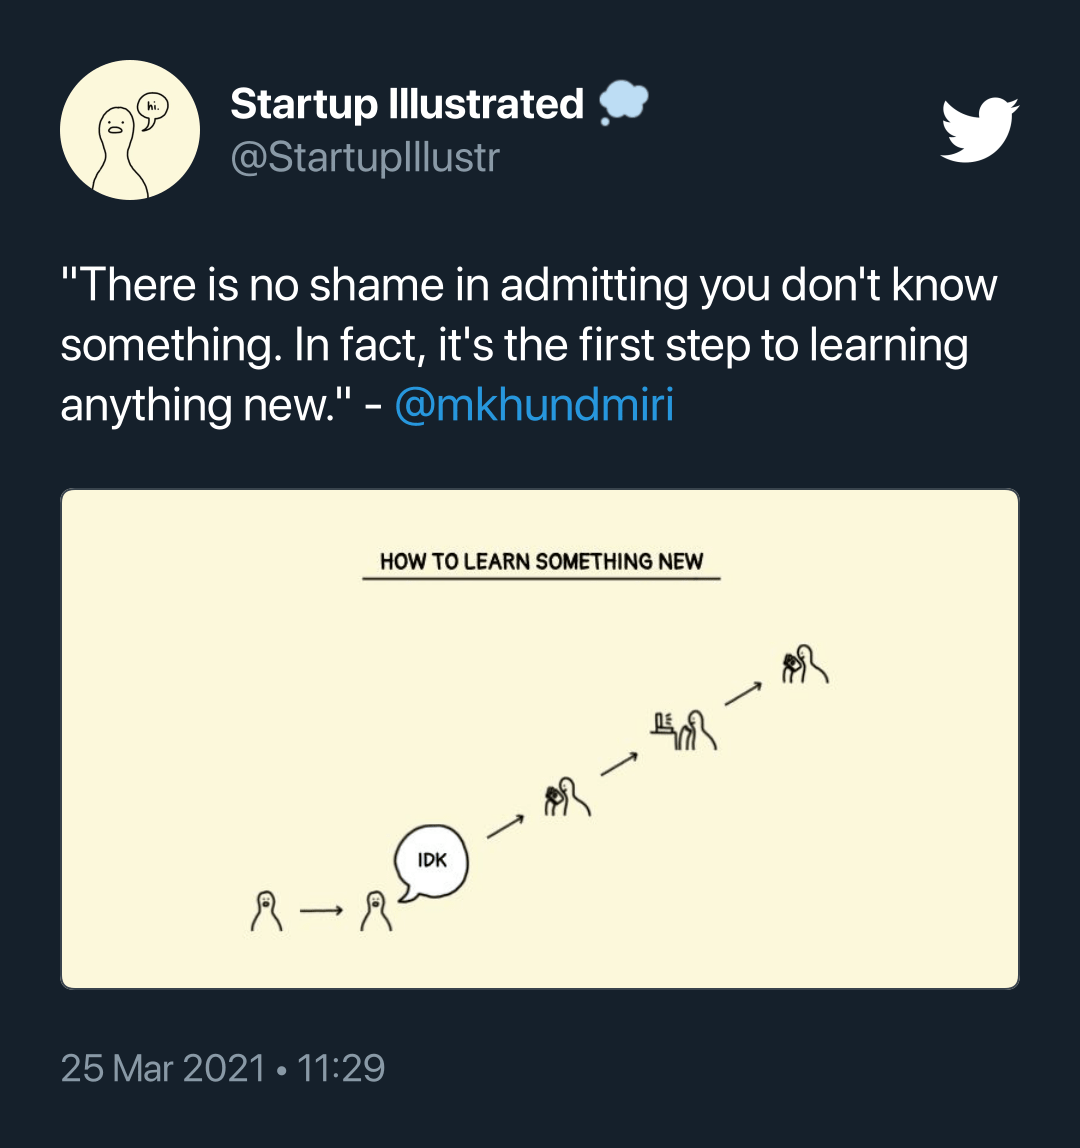 hi.
Startup Illustrated 💭
@StartupIllustr
"There is no shame in admitting you don't know
something. In fact, it's the first step to learning
anything new." - @mkhundmiri
HOW TO LEARN SOMETHING NEW
IDK
25 Mar 2021 • 11:29